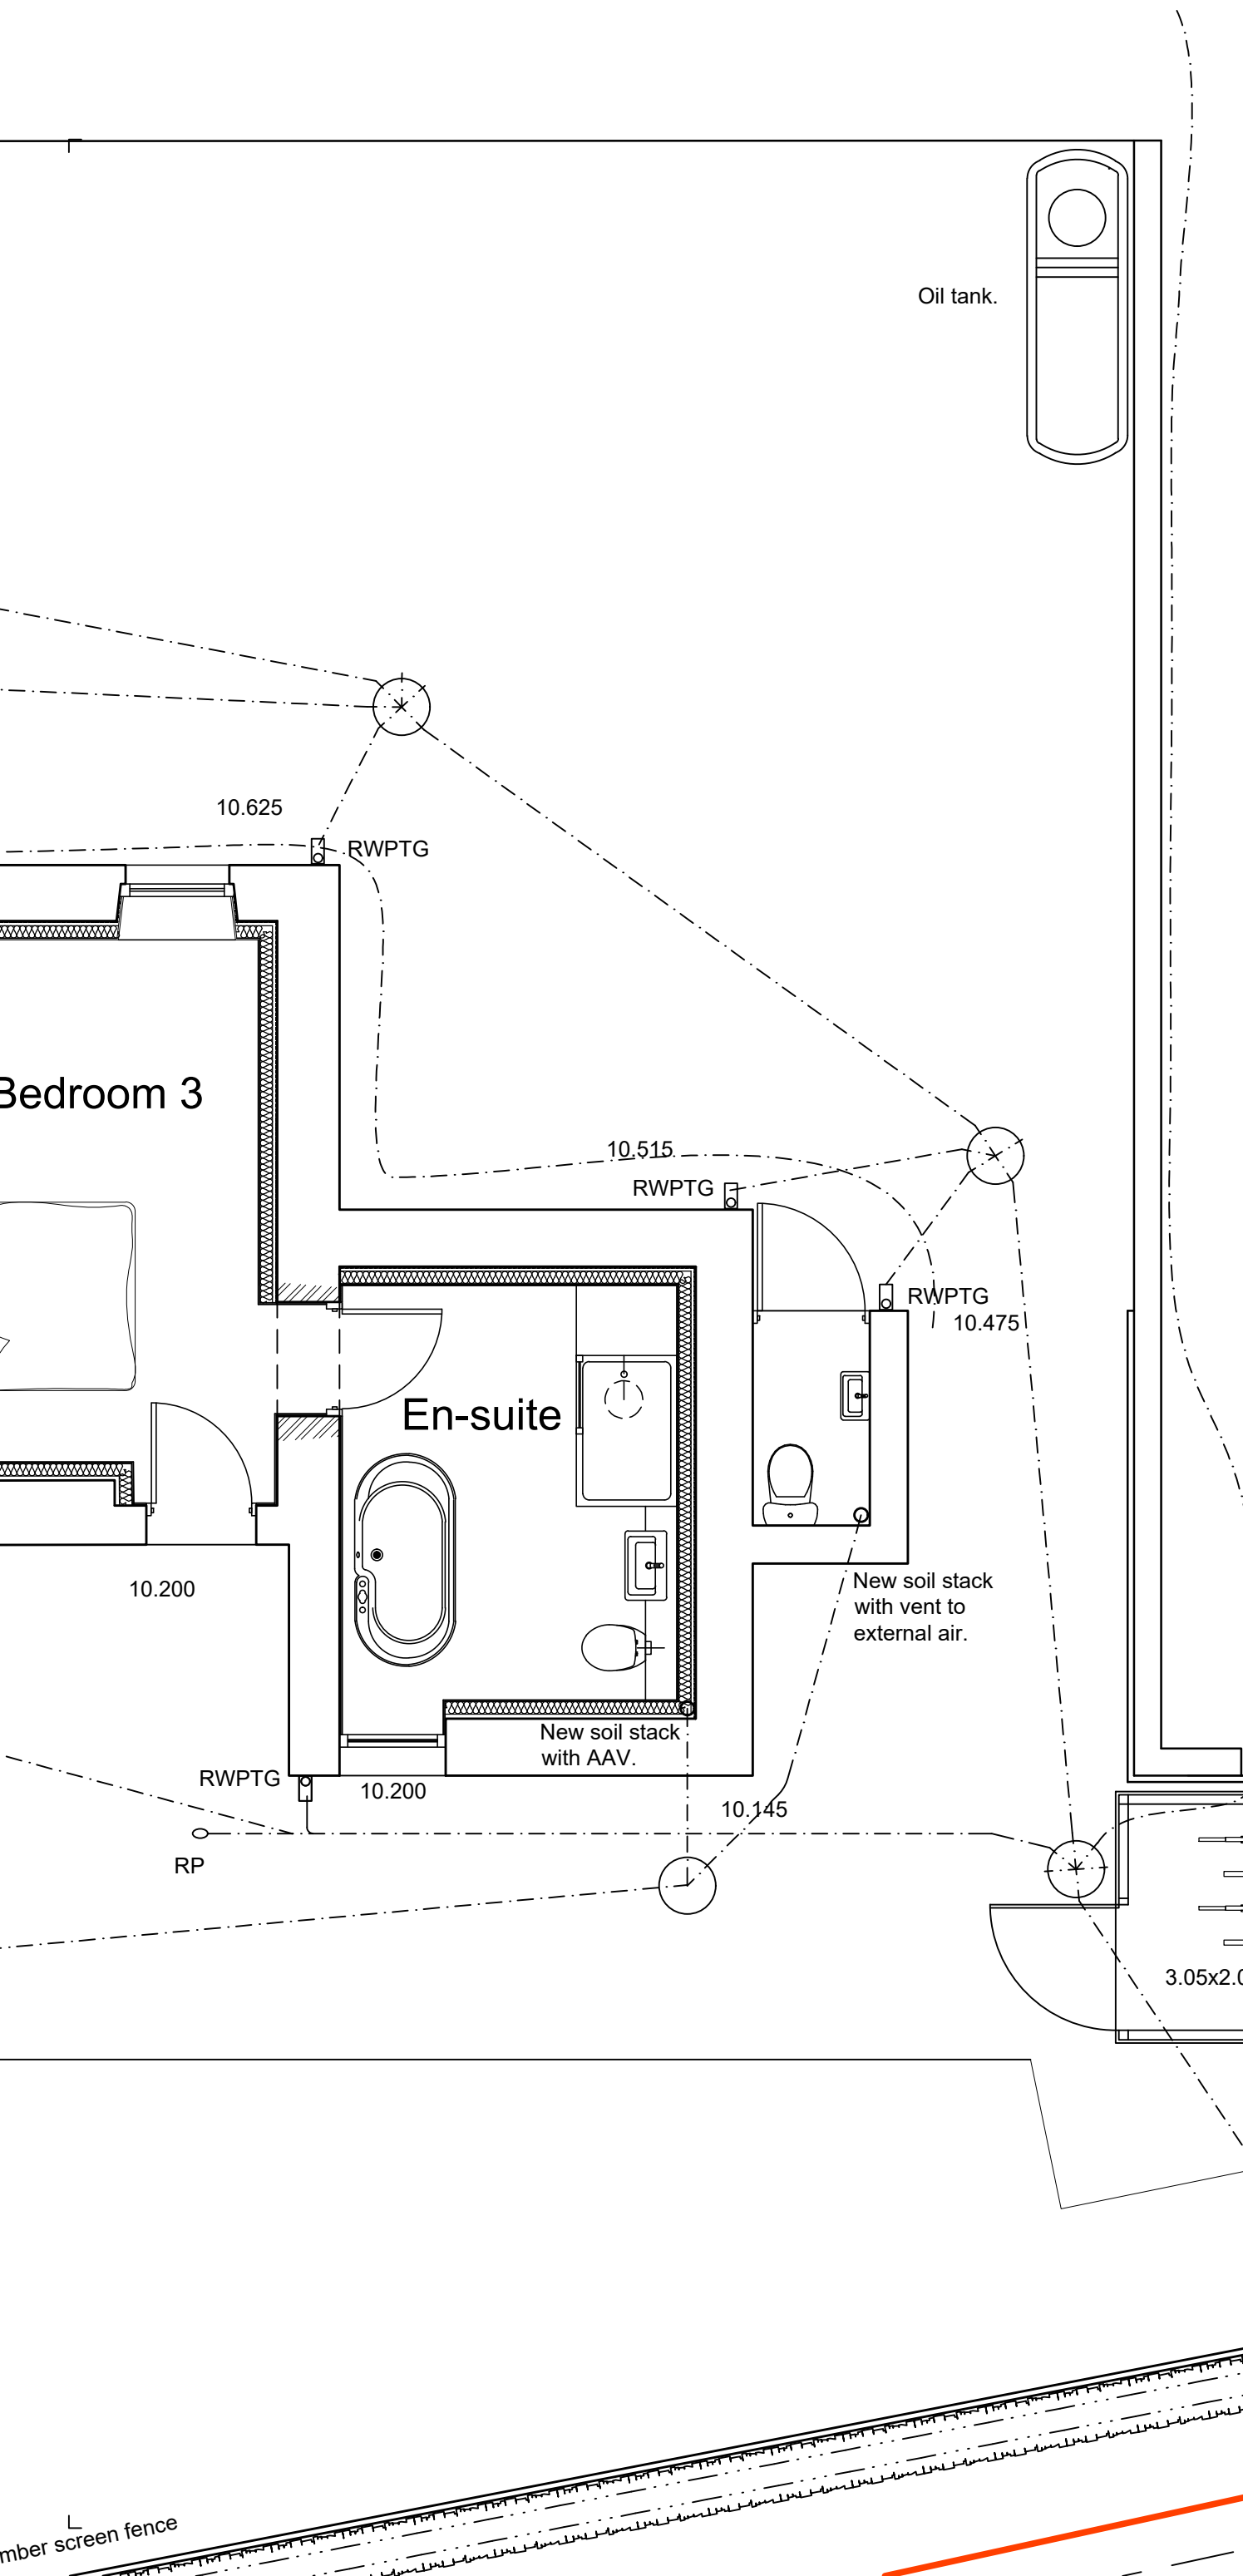 Oil tank.
10.625
RWPTG
Bedroom 3
10.515
RWPTG
RWPTG
10.475
En-suite
10.200
New soil stack
with vent to
external air.
New soil stack
with AAV.
RWPTG
10.200
10.145
RP
3.05x2.0
mber screen fence